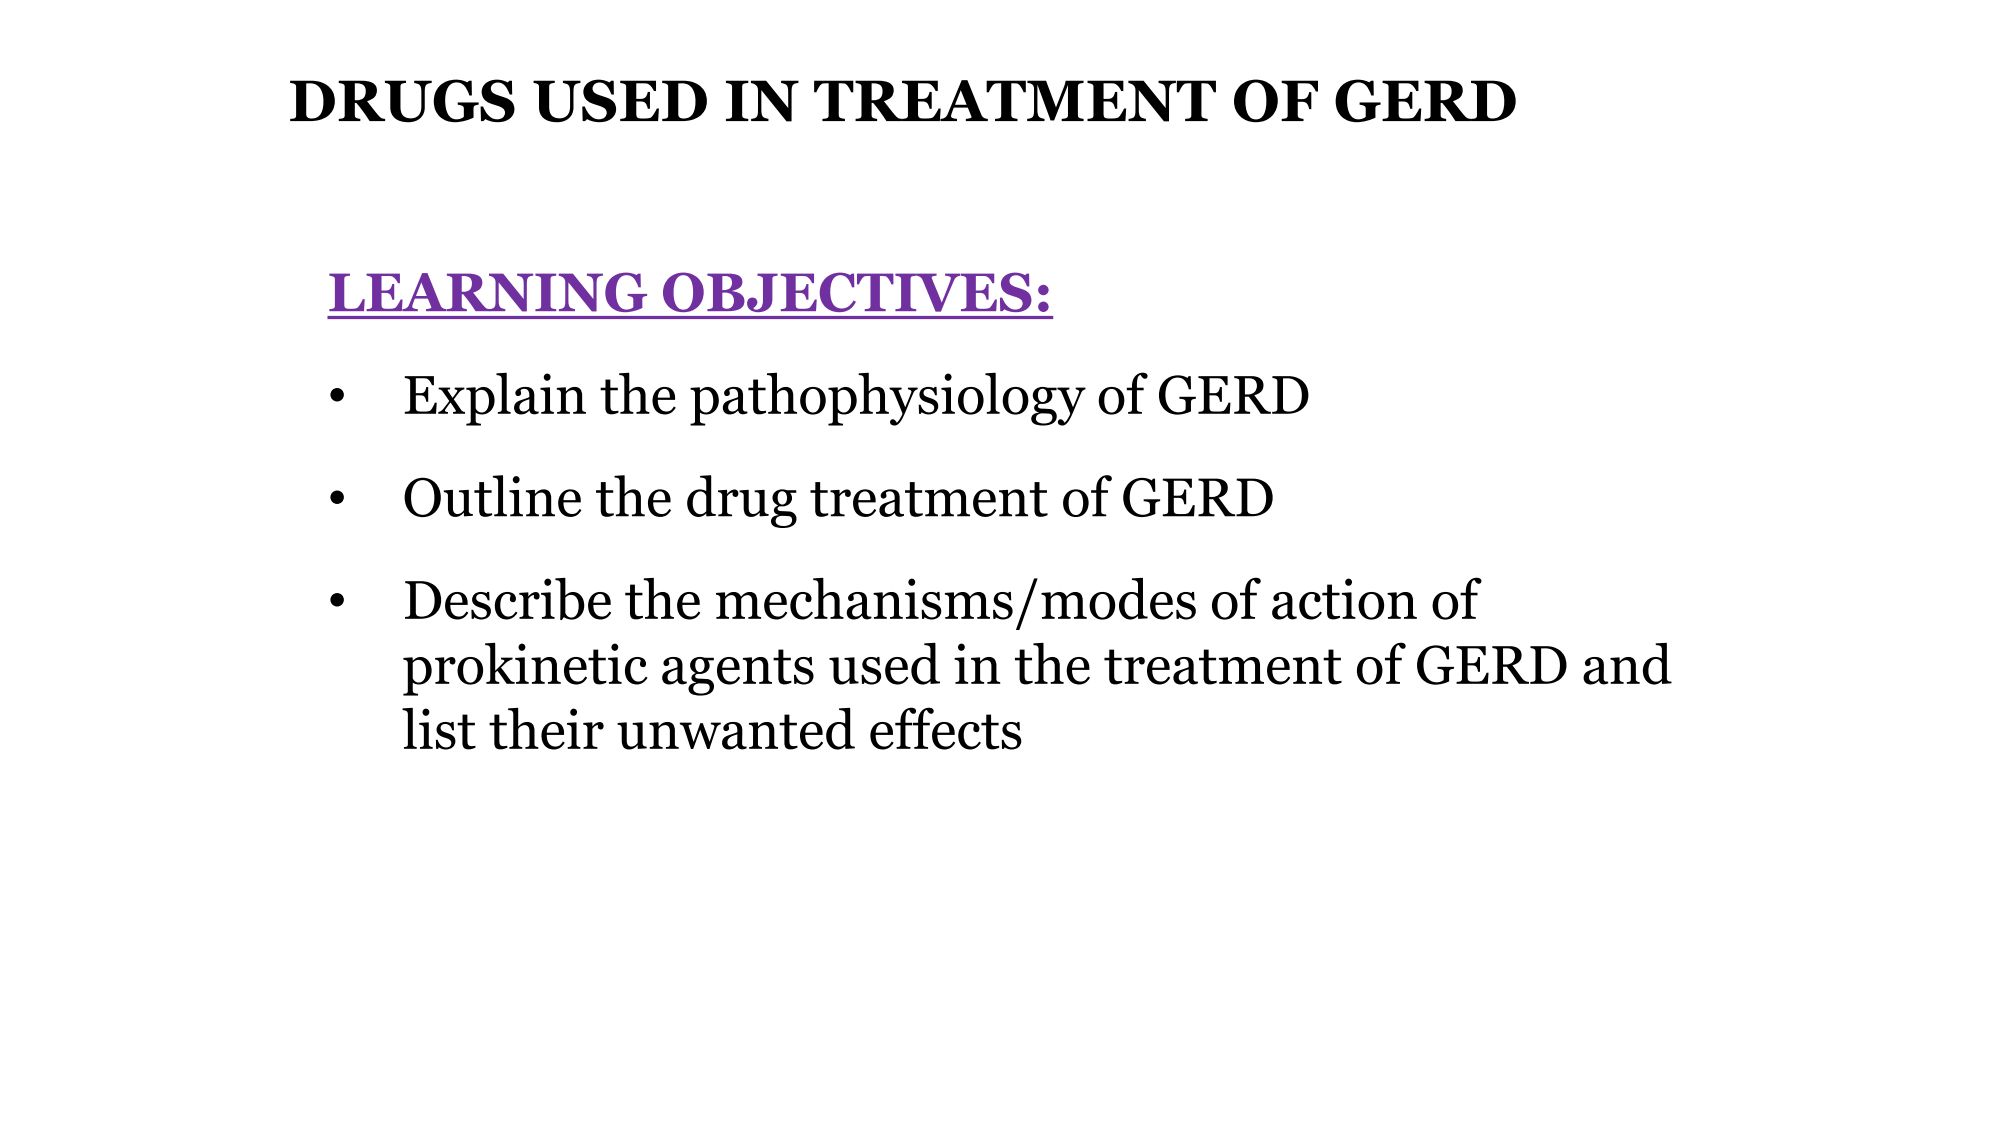 DRUGS USED IN TREATMENT OF GERD
LEARNING OBJECTIVES:
• Explain the pathophysiology of GERD
• Outline the drug treatment of GERD
• Describe the mechanisms/modes of action of
prokinetic agents used in the treatment of GERD and
list their unwanted effects